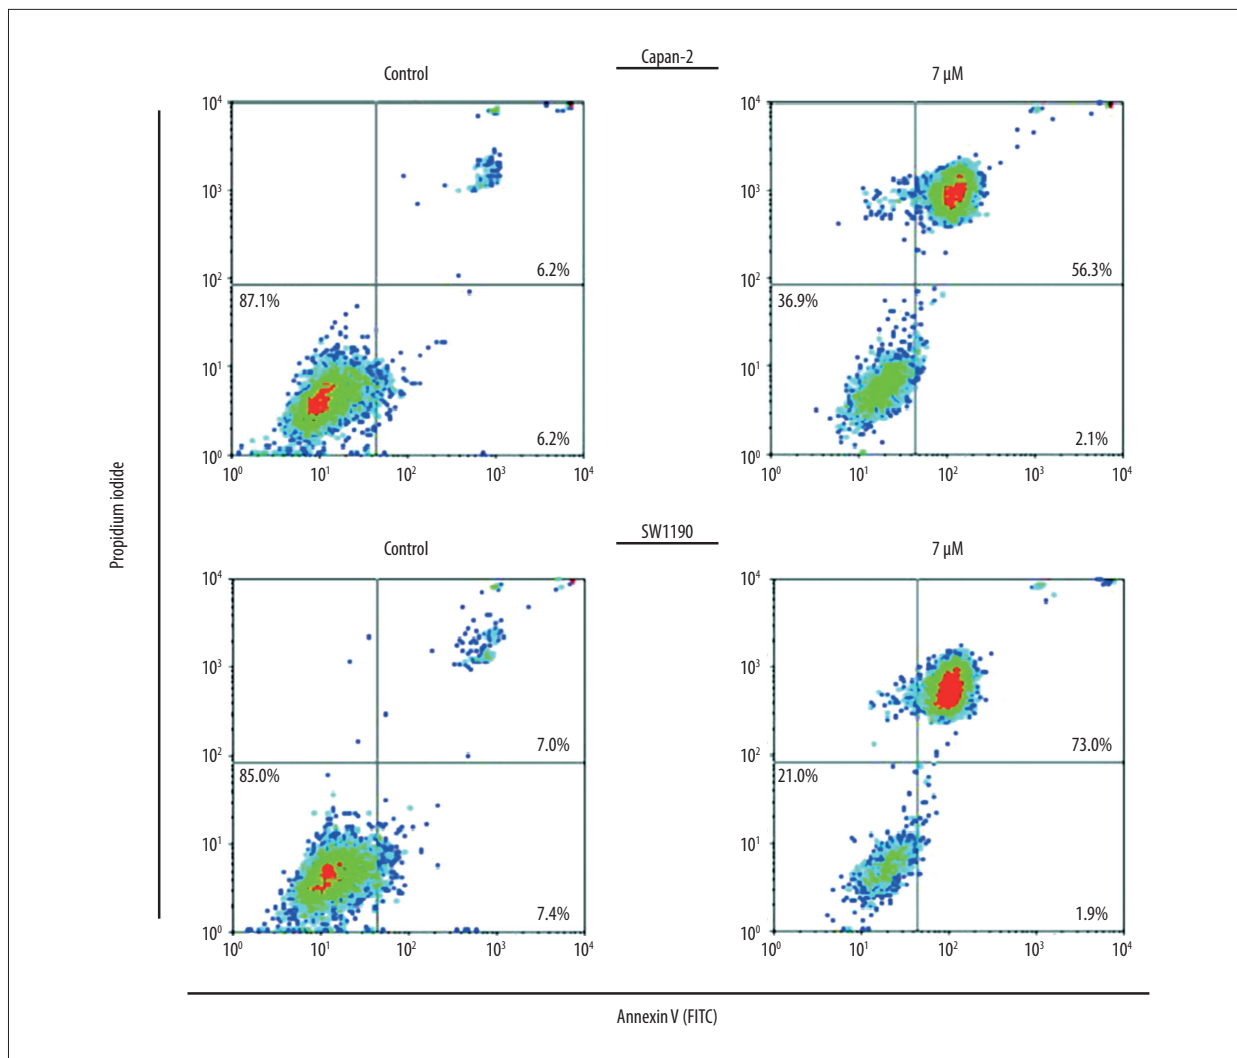 Capan-2
Control
7 μM
10⁴
10³
10²
10¹
10⁰
87.1%
6.2%
6.2%
10⁰ 10¹ 10² 10³ 10⁴
10⁴
10³
10²
10¹
10⁰
36.9%
56.3%
2.1%
10⁰ 10¹ 10² 10³ 10⁴
Propidium iodide
SW1190
Control
7 μM
10⁴
10³
10²
10¹
10⁰
85.0%
7.0%
7.4%
10⁰ 10¹ 10² 10³ 10⁴
10⁴
10³
10²
10¹
10⁰
21.0%
73.0%
1.9%
10⁰ 10¹ 10² 10³ 10⁴
Annexin V (FITC)